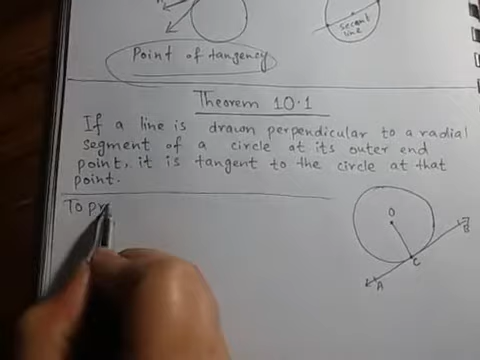 secent
line
Point of tangency
Theorem 10.1
If a line is drawn perpendicular to a radial
segment of a circle at its outer end
point, it is tangent to the circle at that
point.
To pr
O
B
C
A